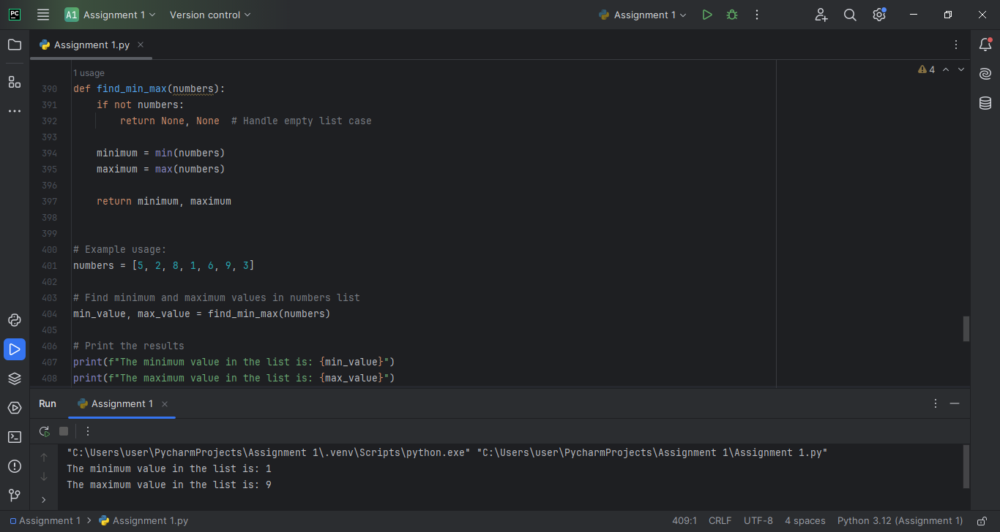 PC A1 Assignment 1 Version control Assignment 1
Assignment 1.py
4
1 usage
390 def find_min_max(numbers):
391 if not numbers:
392 return None, None  # Handle empty list case
393
394 minimum = min(numbers)
395 maximum = max(numbers)
396
397 return minimum, maximum
398
399
400 # Example usage:
401 numbers = [5, 2, 8, 1, 6, 9, 3]
402
403 # Find minimum and maximum values in numbers list
404 min_value, max_value = find_min_max(numbers)
405
406 # Print the results
407 print(f"The minimum value in the list is: {min_value}")
408 print(f"The maximum value in the list is: {max_value}")
Run Assignment 1
"C:\Users\user\PycharmProjects\Assignment 1\.venv\Scripts\python.exe" "C:\Users\user\PycharmProjects\Assignment 1\Assignment 1.py"
The minimum value in the list is: 1
The maximum value in the list is: 9
Assignment 1 > Assignment 1.py 409:1 CRLF UTF-8 4 spaces Python 3.12 (Assignment 1)